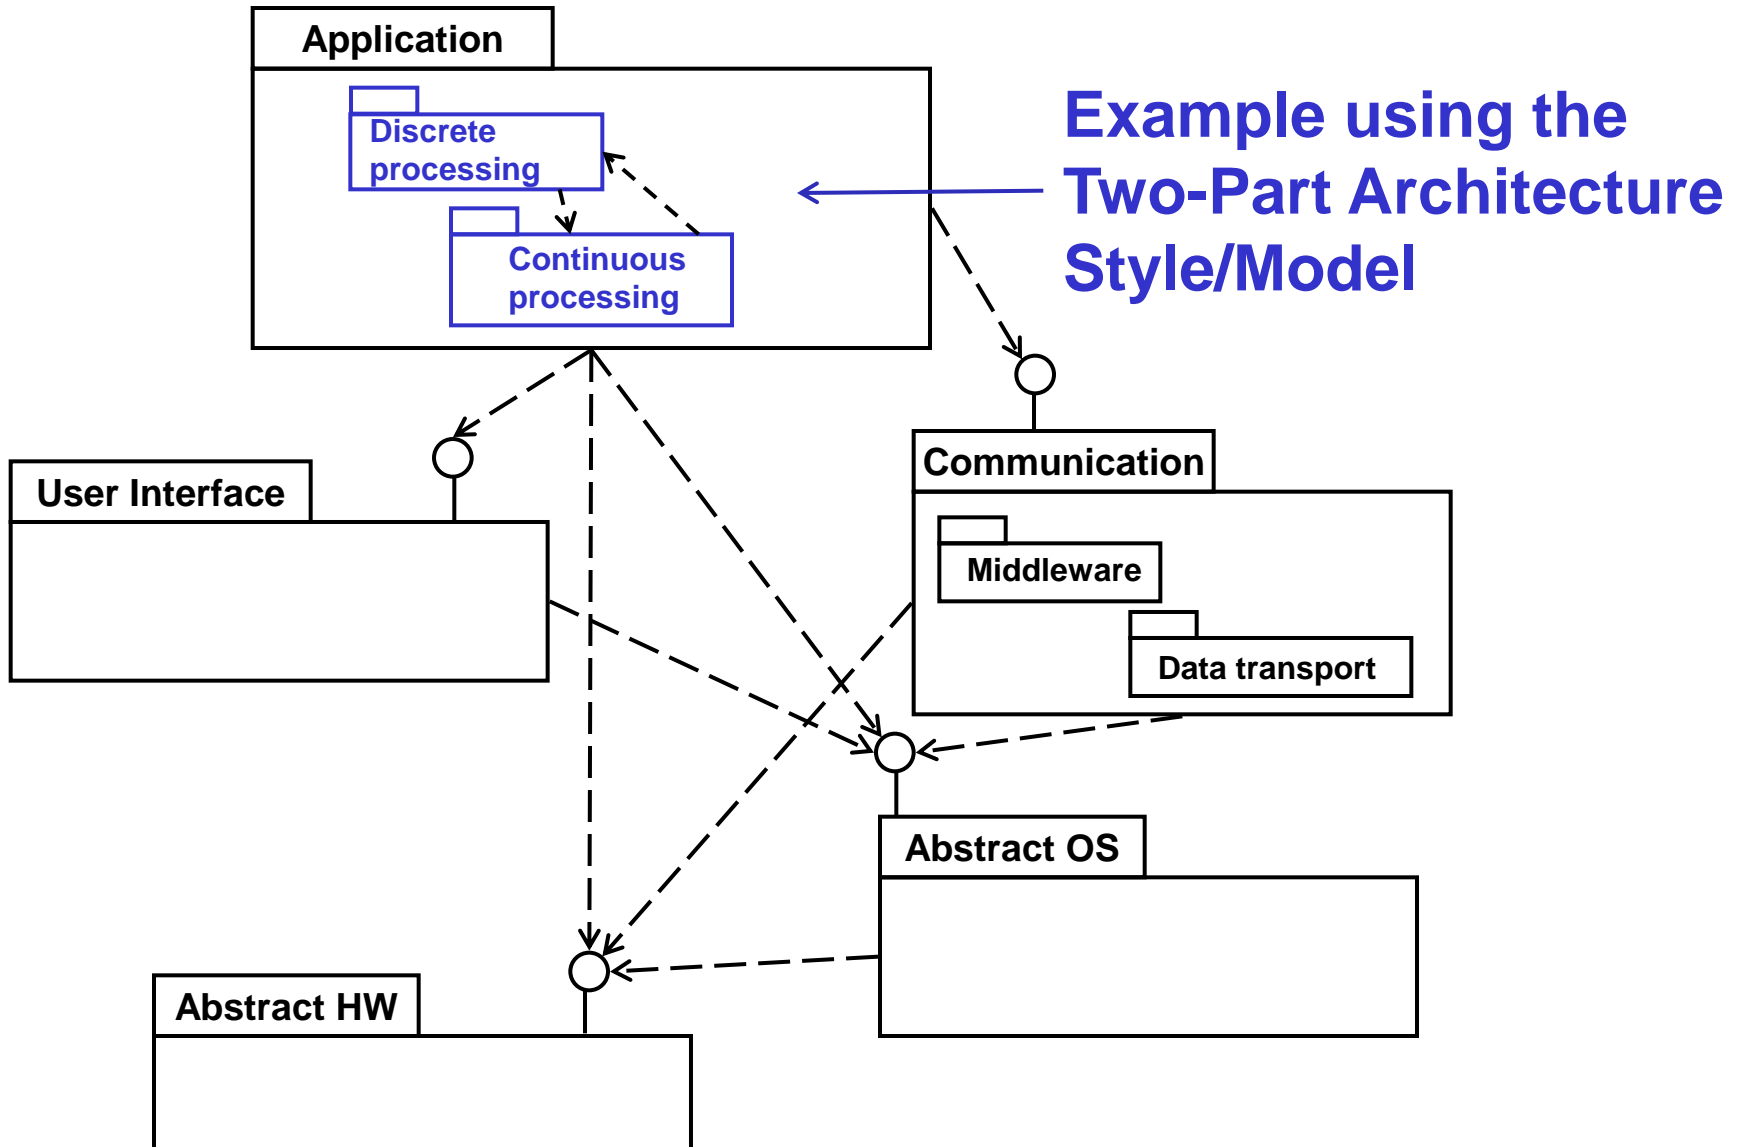 Application
Discrete
processing
Continuous
processing
Example using the
Two-Part Architecture
Style/Model
User Interface
Communication
Middleware
Data transport
Abstract OS
Abstract HW